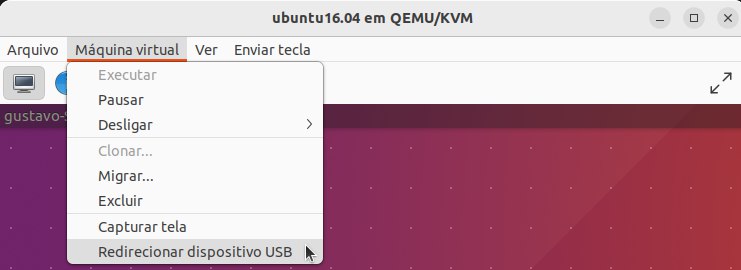 ubuntu16.04 em QEMU/KVM
Arquivo Máquina virtual Ver Enviar tecla
Executar
Pausar
gustavo-
Desligar
Clonar...
Migrar...
Excluir
Capturar tela
Redirecionar dispositivo USB